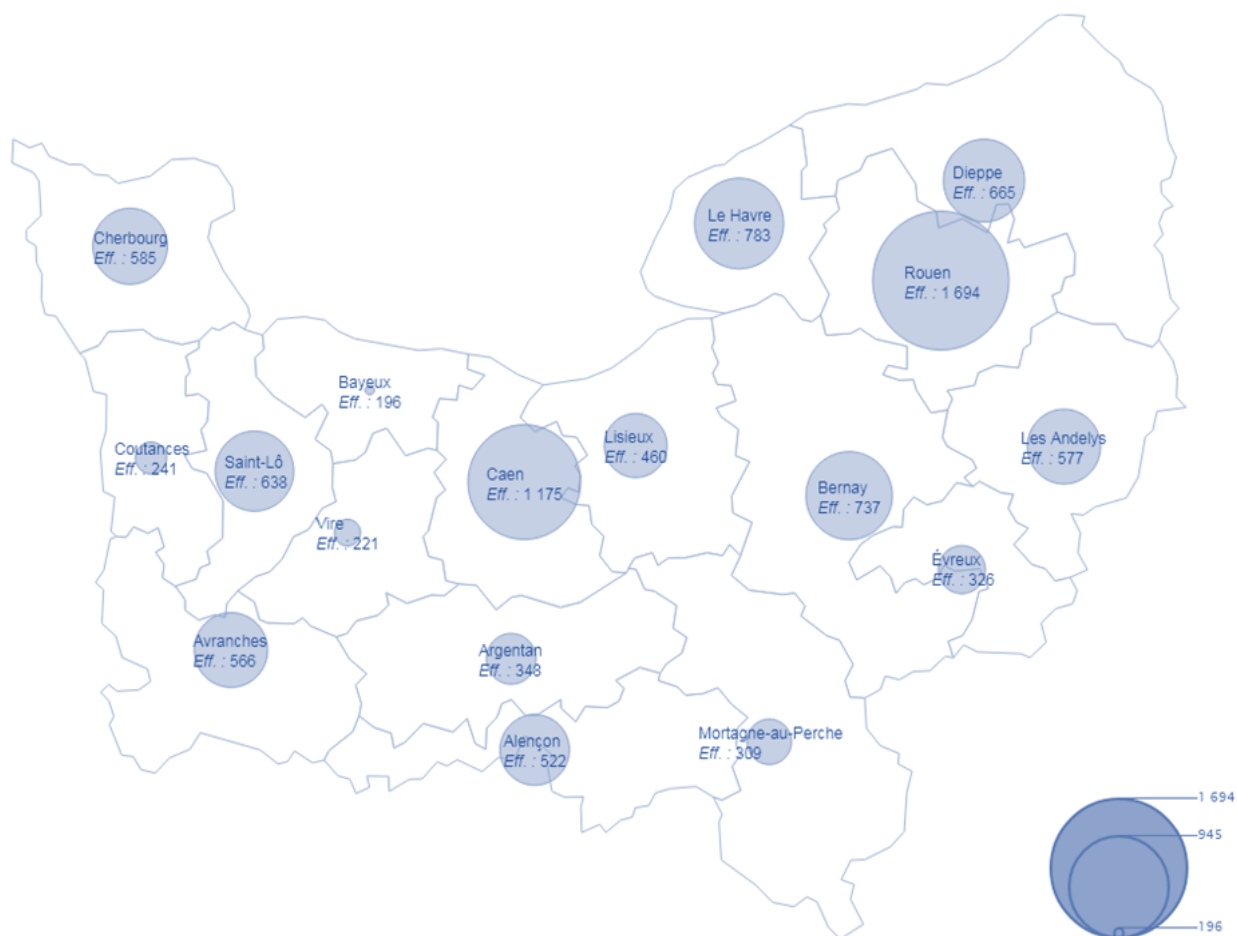 Dieppe
Eff. : 665
Le Havre
Eff. : 783
Cherbourg
Eff. : 585
Rouen
Eff. : 1 694
Bayeux
Eff. : 196
Lisieux
Eff. : 460
Les Andelys
Eff. : 577
Coutances
Eff. : 241
Saint-Lô
Eff. : 638
Caen
Eff. : 1 175
Bernay
Eff. : 737
Vire
Eff. : 221
Évreux
Eff. : 326
Avranches
Eff. : 566
Argentan
Eff. : 348
Alençon
Eff. : 522
Mortagne-au-Perche
Eff. : 309
1 694
945
196